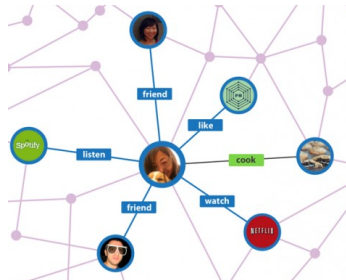 friend
like
Spotify
listen
cook
friend
watch
NETFLIX